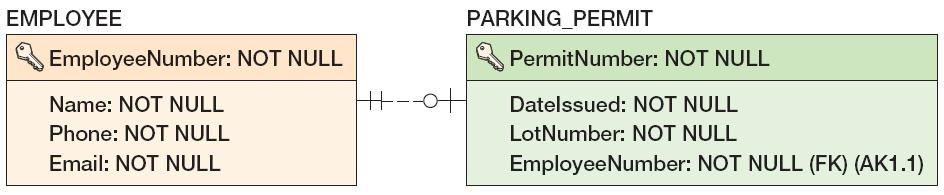 EMPLOYEE
EmployeeNumber: NOT NULL
Name: NOT NULL
Phone: NOT NULL
Email: NOT NULL
PARKING_PERMIT
PermitNumber: NOT NULL
DateIssued: NOT NULL
LotNumber: NOT NULL
EmployeeNumber: NOT NULL (FK) (AK1.1)